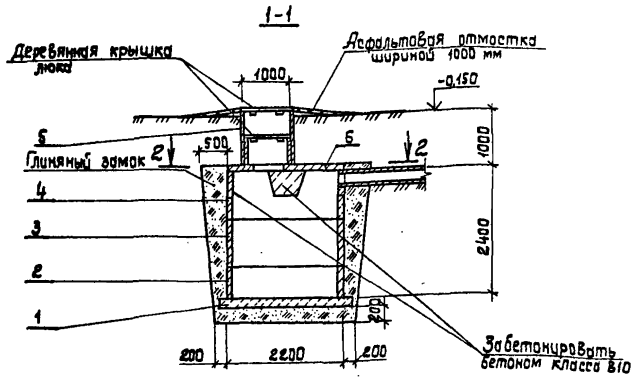 1-1
Деревянная крышка
люка
Асфальтовая отмостка
шириной 1000 мм
1000
-0,150
5
2
500
6
2
1000
Глиняный замок
4
3
2400
2
1
200
Забетонировать
бетоном класса В10
200
2200
200